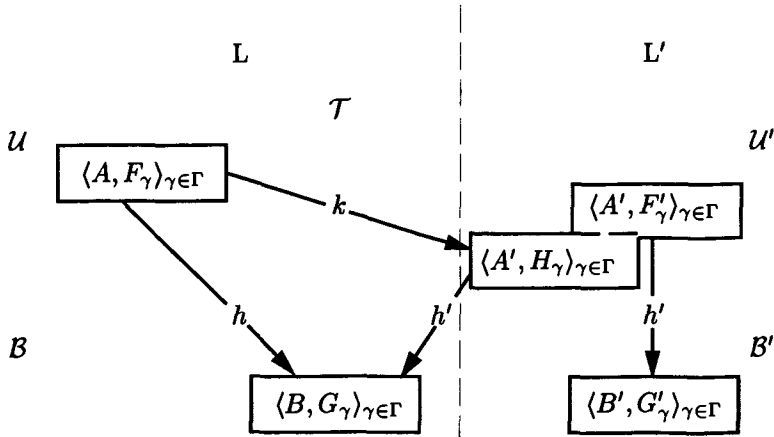 L L′
𝒯
𝒰 𝒰′
⟨A, F_γ⟩_{γ∈Γ} ⟨A′, F′_γ⟩_{γ∈Γ}
k
⟨A′, H_γ⟩_{γ∈Γ}
h h′ h′
ℬ ℬ′
⟨B, G_γ⟩_{γ∈Γ} ⟨B′, G′_γ⟩_{γ∈Γ}